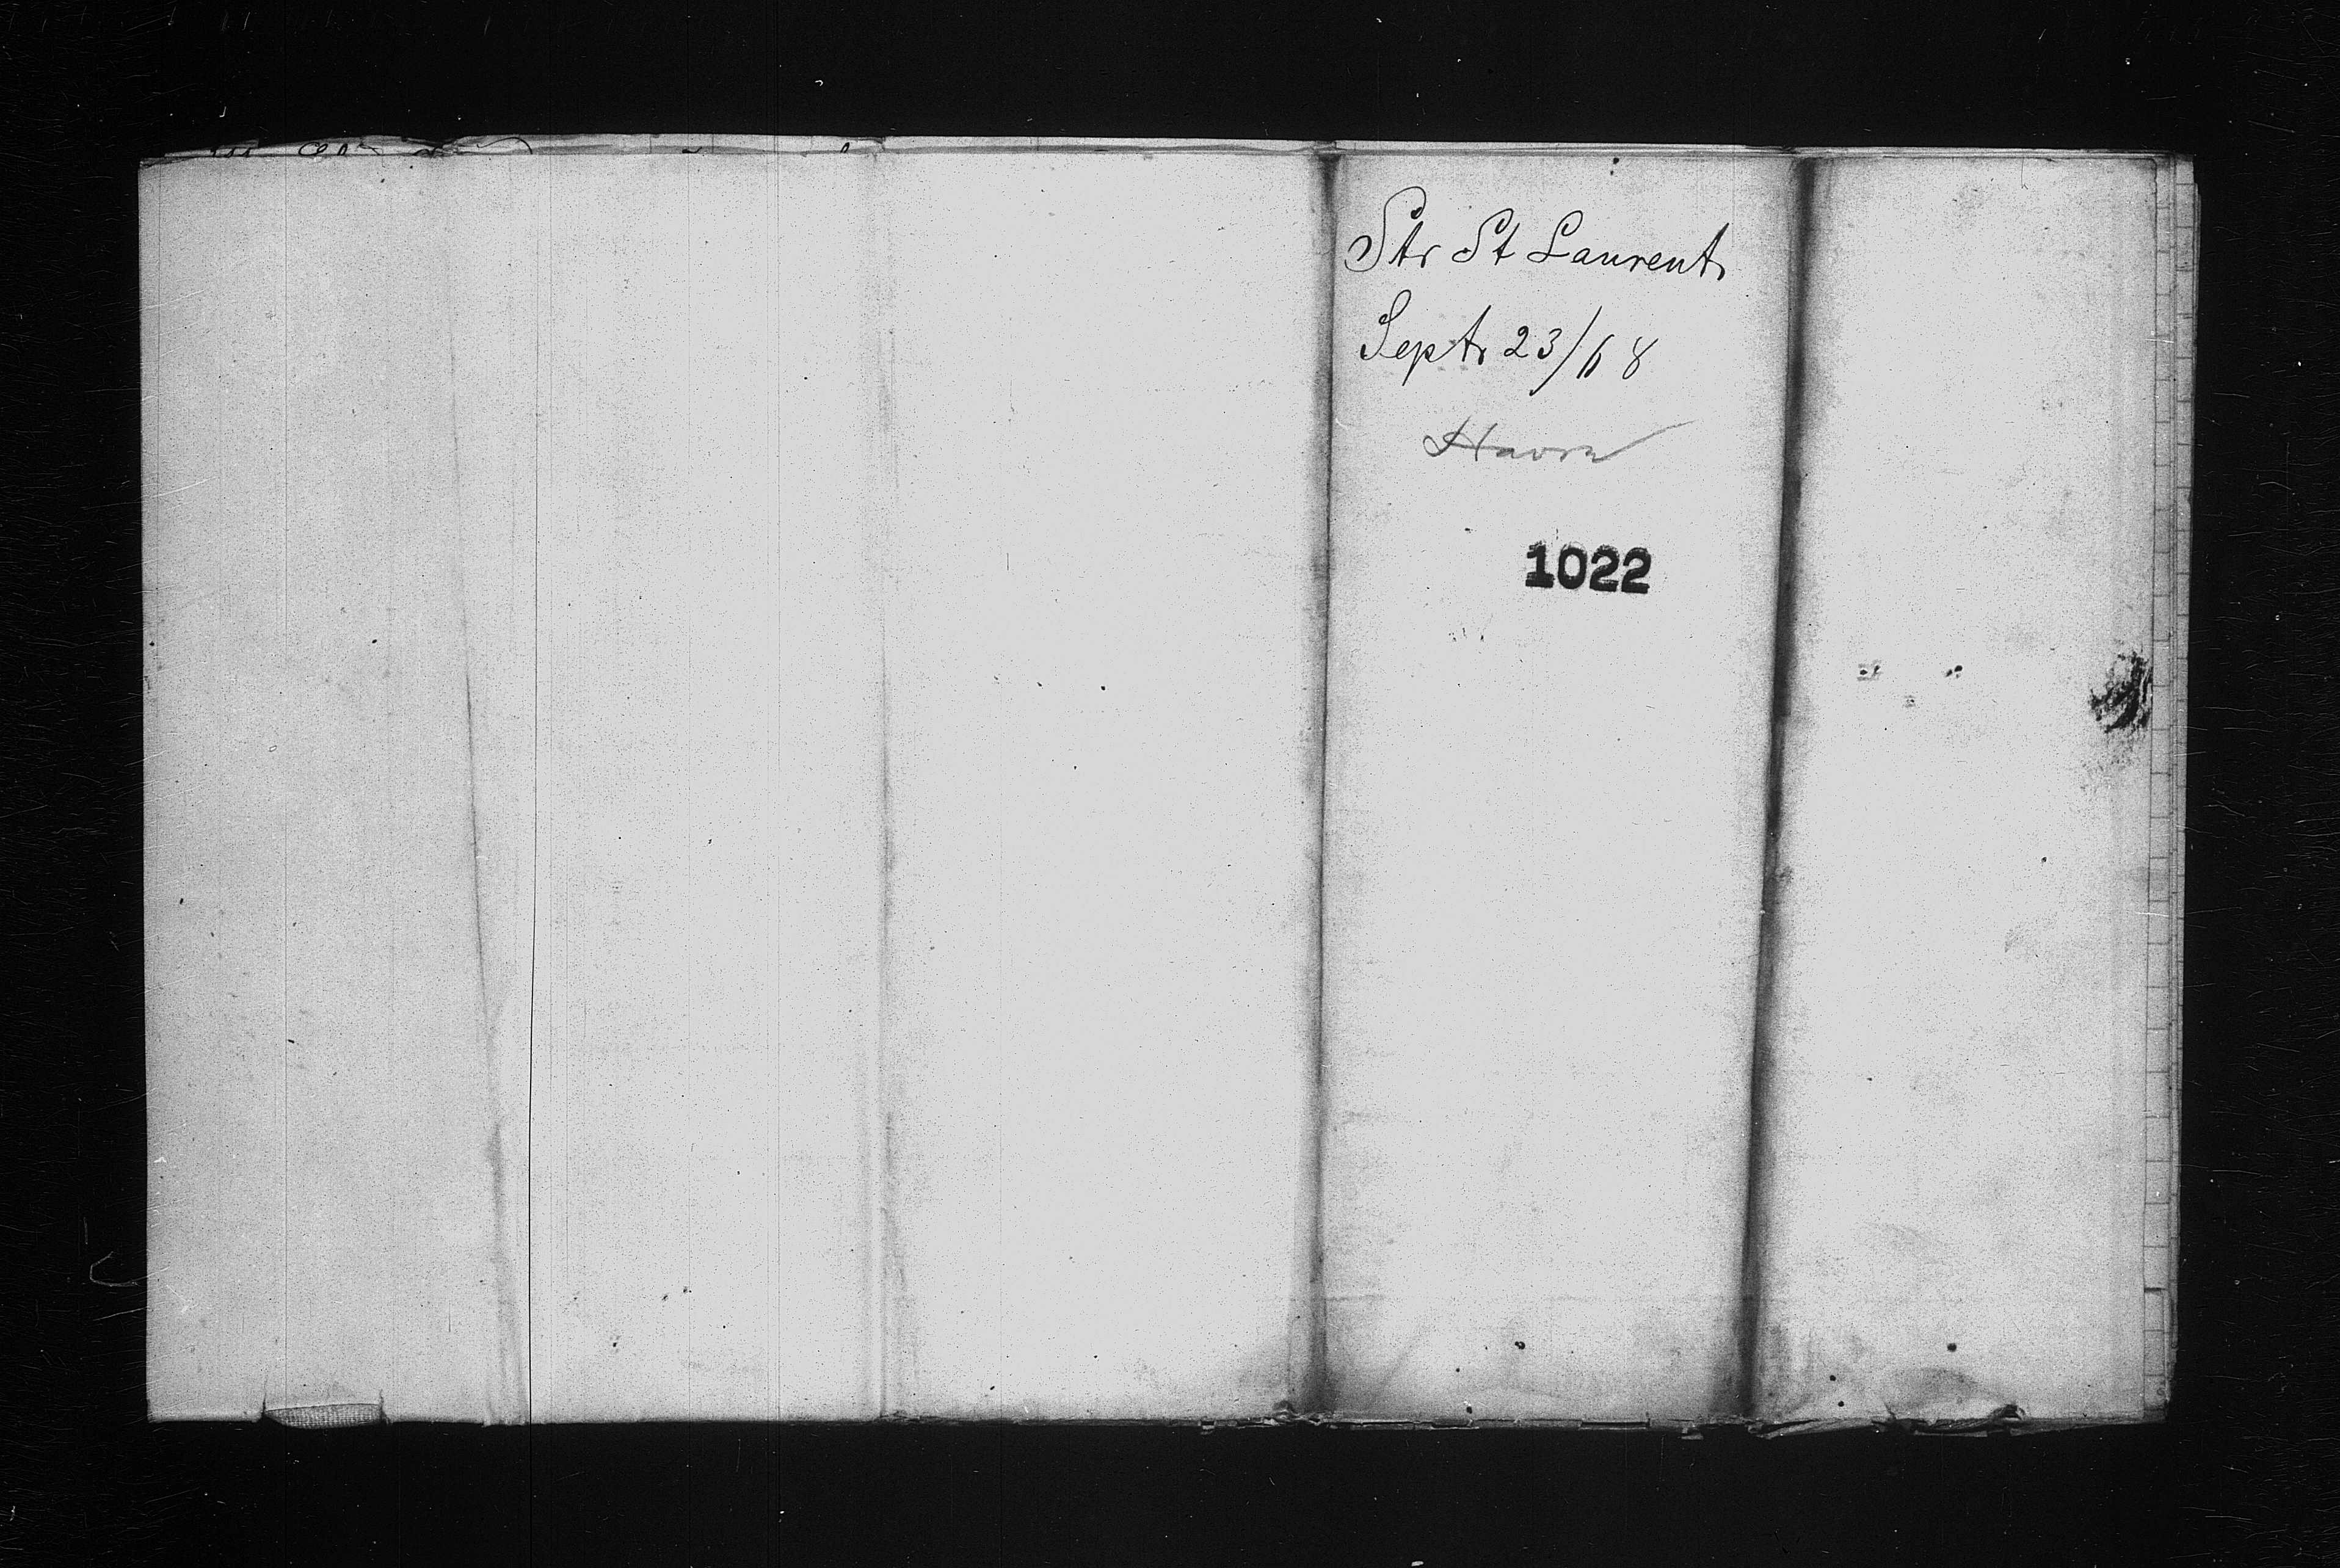 Str St Laurent
Sept 23/68
Havre
1022